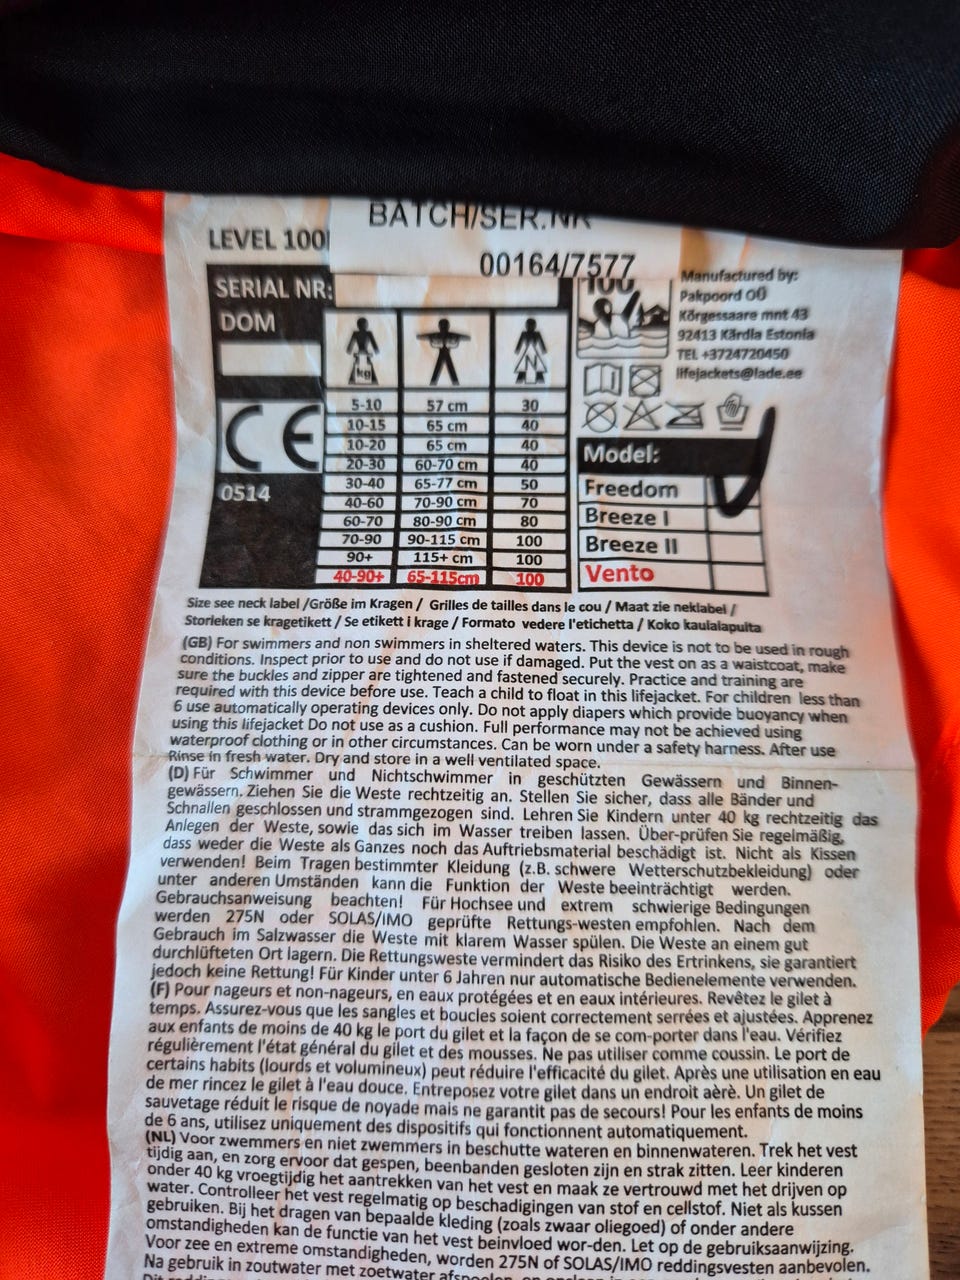 BATCH/SER.NR
LEVEL 100
00164/7577
SERIAL NR:
DOM
100
Manufactured by:
Pakpoord OÜ
Kõrgessaare mnt 43
92413 Kärdla Estonia
TEL +3724720450
lifejackets@lade.ee
kg
N
5-10 57 cm 30
10-15 65 cm 40
10-20 65 cm 40
20-30 60-70 cm 40
30-40 65-77 cm 50
40-60 70-90 cm 70
60-70 80-90 cm 80
70-90 90-115 cm 100
90+ 115+ cm 100
40-90+ 65-115cm 100
CE
0514
Model:
Freedom
Breeze I
Breeze II
Vento
Size see neck label /Größe im Kragen / Grilles de tailles dans le cou / Maat zie neklabel /
Storleken se kragetikett / Se etikett i krage / Formato vedere l'etichetta / Koko kaulalapulta
(GB) For swimmers and non swimmers in sheltered waters. This device is not to be used in rough
conditions. Inspect prior to use and do not use if damaged. Put the vest on as a waistcoat, make
sure the buckles and zipper are tightened and fastened securely. Practice and training are
required with this device before use. Teach a child to float in this lifejacket. For children less than
6 use automatically operating devices only. Do not apply diapers which provide buoyancy when
using this lifejacket Do not use as a cushion. Full performance may not be achieved using
waterproof clothing or in other circumstances. Can be worn under a safety harness. After use
Rinse in fresh water. Dry and store in a well ventilated space.
(D) Für Schwimmer und Nichtschwimmer in geschützten Gewässern und Binnen-
gewässern. Ziehen Sie die Weste rechtzeitig an. Stellen Sie sicher, dass alle Bänder und
Schnallen geschlossen und strammgezogen sind. Lehren Sie Kindern unter 40 kg rechtzeitig das
Anlegen der Weste, sowie das sich im Wasser treiben lassen. Über-prüfen Sie regelmäßig,
dass weder die Weste als Ganzes noch das Auftriebsmaterial beschädigt ist. Nicht als Kissen
verwenden! Beim Tragen bestimmter Kleidung (z.B. schwere Wetterschutzbekleidung) oder
unter anderen Umständen kann die Funktion der Weste beeinträchtigt werden.
Gebrauchsanweisung beachten! Für Hochsee und extrem schwierige Bedingungen
werden 275N oder SOLAS/IMO geprüfte Rettungs-westen empfohlen. Nach dem
Gebrauch im Salzwasser die Weste mit klarem Wasser spülen. Die Weste an einem gut
durchlüfteten Ort lagern. Die Rettungsweste vermindert das Risiko des Ertrinkens, sie garantiert
jedoch keine Rettung! Für Kinder unter 6 Jahren nur automatische Bedienelemente verwenden.
(F) Pour nageurs et non-nageurs, en eaux protégées et en eaux intérieures. Revêtez le gilet à
temps. Assurez-vous que les sangles et boucles soient correctement serrées et ajustées. Apprenez
aux enfants de moins de 40 kg le port du gilet et la façon de se com-porter dans l'eau. Vérifiez
régulièrement l'état général du gilet et des mousses. Ne pas utiliser comme coussin. Le port de
certains habits (lourds et volumineux) peut réduire l'efficacité du gilet. Après une utilisation en eau
de mer rincez le gilet à l'eau douce. Entreposez votre gilet dans un endroit aèrè. Un gilet de
sauvetage réduit le risque de noyade mais ne garantit pas de secours! Pour les enfants de moins
de 6 ans, utilisez uniquement des dispositifs qui fonctionnent automatiquement.
(NL) Voor zwemmers en niet zwemmers in beschutte wateren en binnenwateren. Trek het vest
tijdig aan, en zorg ervoor dat gespen, beenbanden gesloten zijn en strak zitten. Leer kinderen
onder 40 kg vroegtijdig het aantrekken van het vest en maak ze vertrouwd met het drijven op
water. Controlleer het vest regelmatig op beschadigingen van stof en celstof. Niet als kussen
gebruiken. Bij het dragen van bepaalde kleding (zoals zwaar oliegoed) of onder andere
omstandigheden kan de functie van het vest beinvloed wor-den. Let op de gebruiksaanwijzing.
Voor zee en extreme omstandigheden, worden 275N of SOLAS/IMO reddingsvesten aanbevolen.
Na gebruik in zoutwater met zoetwater